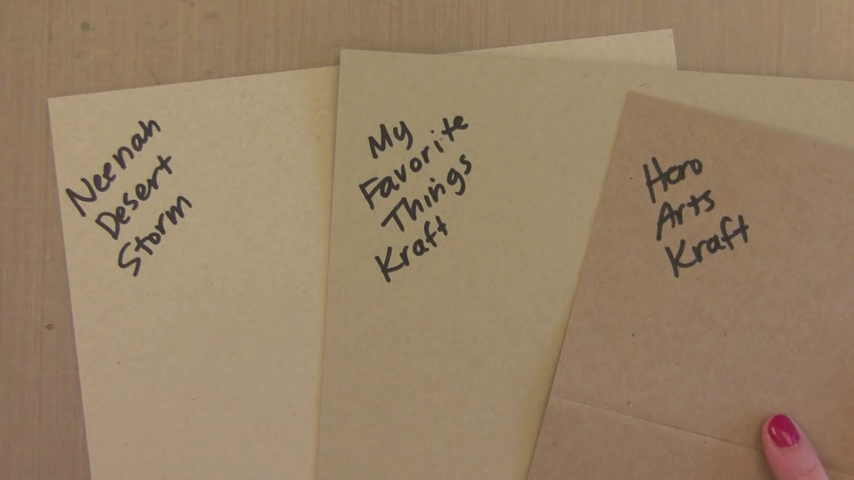 Neenah
Desert
Storm
My
Favorite
Things
Kraft
Hero
Arts
Kraft